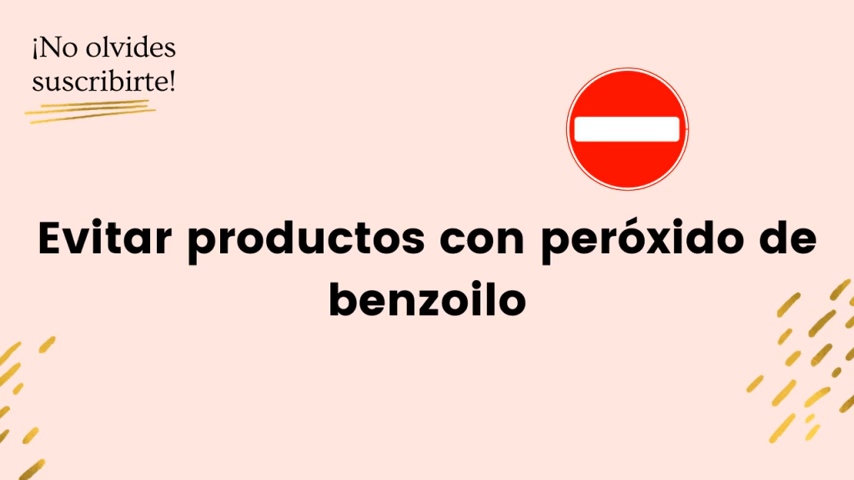 ¡No olvides
suscribirte!
Evitar productos con peróxido de
benzoilo